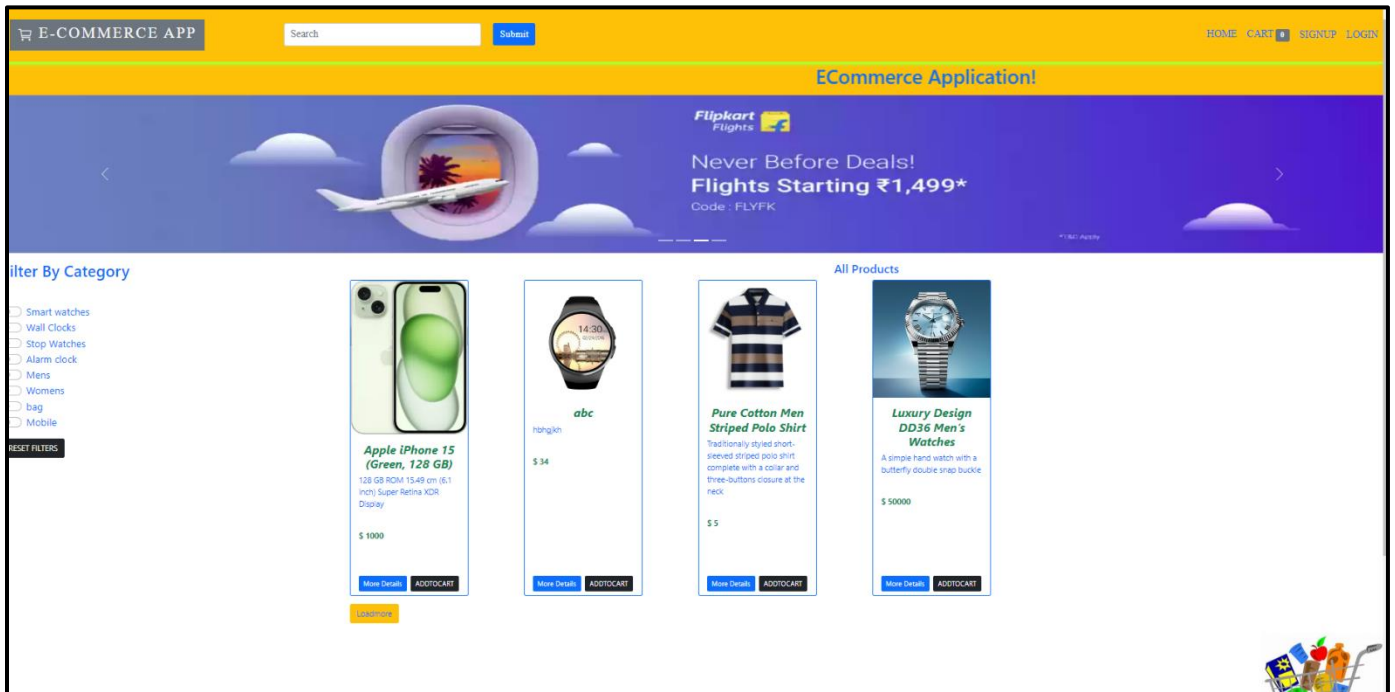 E-COMMERCE APP
Search
Submit
HOME CART 0 SIGNUP LOGIN
ECommerce Application!
Flipkart
Flights
Never Before Deals!
Flights Starting ₹1,499*
Code : FLYFK
*T&C Apply
ilter By Category
Smart watches
Wall Clocks
Stop Watches
Alarm clock
Mens
Womens
bag
Mobile
RESET FILTERS
All Products
Apple iPhone 15
(Green, 128 GB)
128 GB ROM 15.49 cm (6.1
inch) Super Retina XDR
Display
$ 1000
More Details ADDTOCART
14:30
abc
hbhgjkh
$ 34
More Details ADDTOCART
Pure Cotton Men
Striped Polo Shirt
Traditionally styled short-
sleeved striped polo shirt
complete with a collar and
three-buttons closure at the
neck
$ 5
More Details ADDTOCART
Luxury Design
DD36 Men's
Watches
A simple hand watch with a
butterfly double snap buckle
$ 50000
More Details ADDTOCART
Loadmore